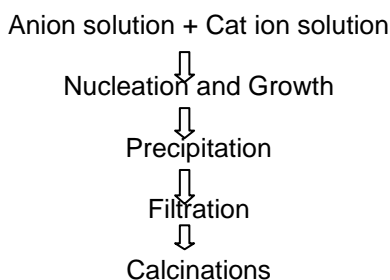 Anion solution + Cat ion solution
Nucleation and Growth
Precipitation
Filtration
Calcinations